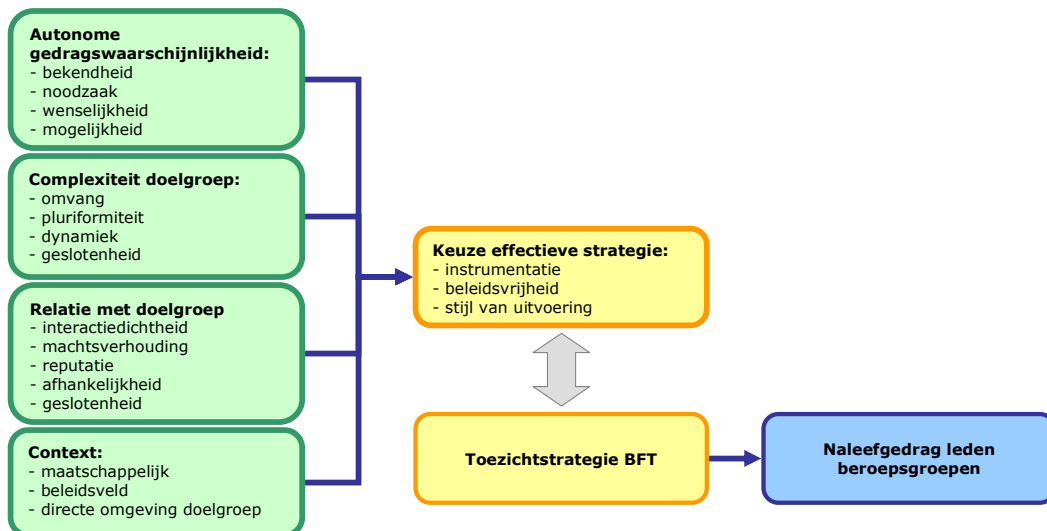 Autonome
gedragswaarschijnlijkheid:
- bekendheid
- noodzaak
- wenselijkheid
- mogelijkheid
Complexiteit doelgroep:
- omvang
- pluriformiteit
- dynamiek
- geslotenheid
Relatie met doelgroep
- interactiedichtheid
- machtsverhouding
- reputatie
- afhankelijkheid
- geslotenheid
Context:
- maatschappelijk
- beleidsveld
- directe omgeving doelgroep
Keuze effectieve strategie:
- instrumentatie
- beleidsvrijheid
- stijl van uitvoering
Toezichtstrategie BFT
Naleefgedrag leden
beroepsgroepen